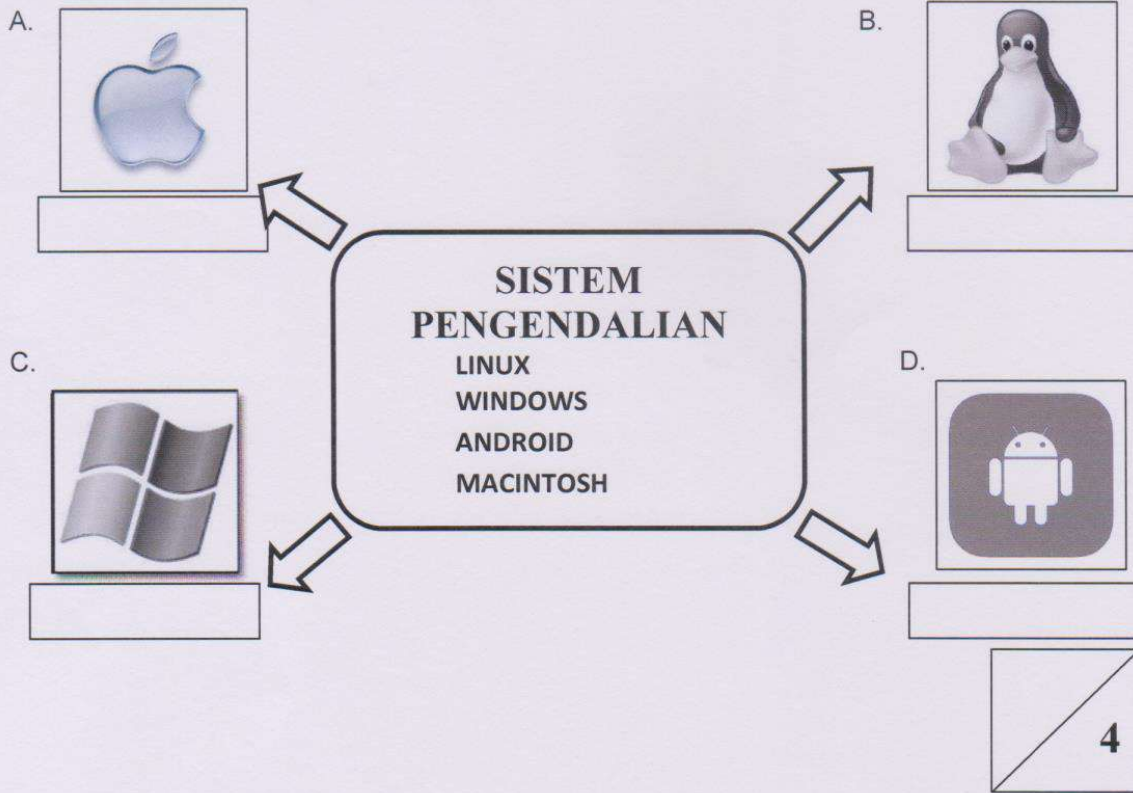 A.
B.
SISTEM
PENGENDALIAN
LINUX
WINDOWS
ANDROID
MACINTOSH
C.
D.
4